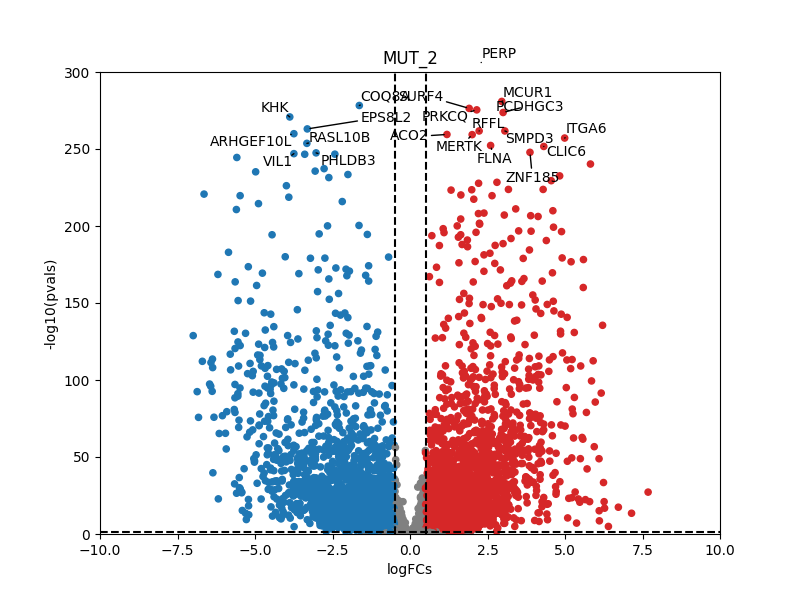 PERP
MUT_2
300
COQ8A
SURF4
MCUR1
KHK
PCDHGC3
EPS8L2
PRKCQ
RFFL
ITGA6
ARHGEF10L
RASL10B
ACO2
SMPD3
250
VIL1
PHLDB3
MERTK
FLNA
CLIC6
ZNF185
200
150
100
50
0
-log10(pvals)
−10.0
−7.5
−5.0
−2.5
0.0
2.5
5.0
7.5
10.0
logFCs